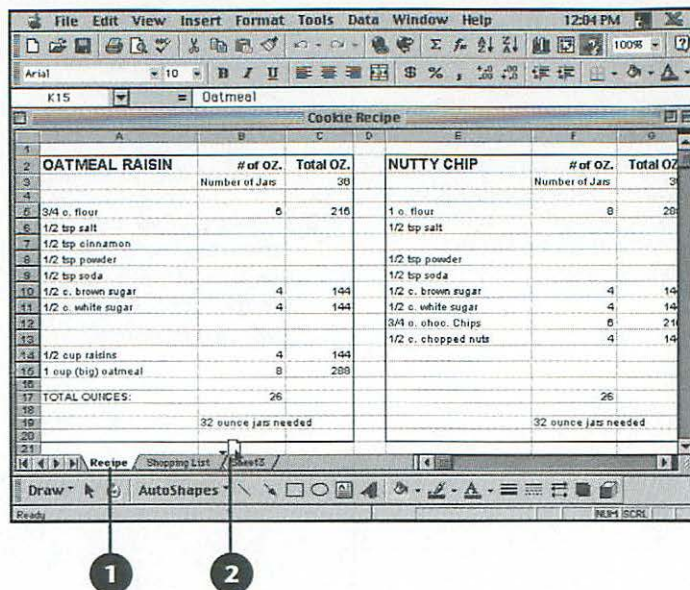 File Edit View Insert Format Tools Data Window Help 12:04 PM
100%
Arial 10 B I U $ % ,
K15 = Oatmeal
Cookie Recipe
A B C D E F G
1
2 OATMEAL RAISIN # of OZ. Total OZ. NUTTY CHIP # of OZ. Total OZ
3 Number of Jars 36 Number of Jars
4
5 3/4 c. flour 6 216 1 c. flour 8
6 1/2 tsp salt 1/2 tsp salt
7 1/2 tsp cinnamon
8 1/2 tsp powder 1/2 tsp powder
9 1/2 tsp soda 1/2 tsp soda
10 1/2 c. brown sugar 4 144 1/2 c. brown sugar 4
11 1/2 c. white sugar 4 144 1/2 c. white sugar 4
12 3/4 c. choc. Chips 6
13 1/2 c. chopped nuts 4
14 1/2 cup raisins 4 144
15 1 cup (big) oatmeal 8 288
16
17 TOTAL OUNCES: 26 26
18
19 32 ounce jars needed 32 ounce jars needed
20
21
Recipe Shopping List Sheet3
Draw AutoShapes
Ready NUM SCRL
1 2